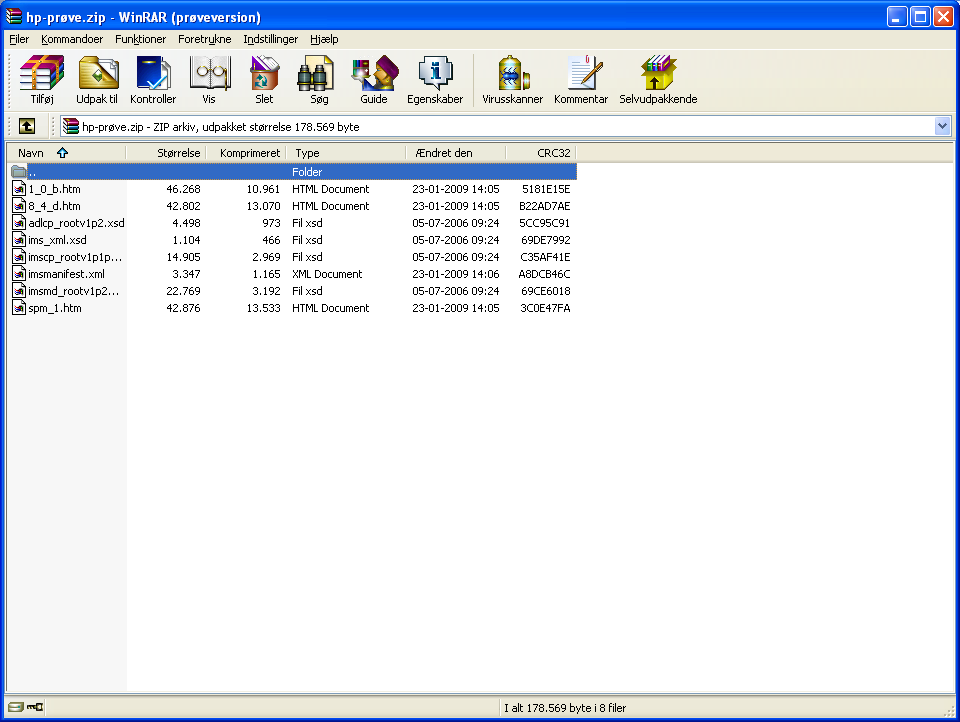 hp-prøve.zip - WinRAR (prøveversion)
Filer Kommandoer Funktioner Foretrykne Indstillinger Hjælp
Tilføj Udpak til Kontroller Vis Slet Søg Guide Egenskaber Virusskanner Kommentar Selvudpakkende
hp-prøve.zip - ZIP arkiv, udpakket størrelse 178.569 byte
Navn Størrelse Komprimeret Type Ændret den CRC32
.. Folder
1_0_b.htm 46.268 10.961 HTML Document 23-01-2009 14:05 5181E15E
8_4_d.htm 42.802 13.070 HTML Document 23-01-2009 14:05 B22AD7AE
adlcp_rootv1p2.xsd 4.498 973 Fil xsd 05-07-2006 09:24 5CC95C91
ims_xml.xsd 1.104 466 Fil xsd 05-07-2006 09:24 69DE7992
imscp_rootv1p1p... 14.905 2.969 Fil xsd 05-07-2006 09:24 C35AF41E
imsmanifest.xml 3.347 1.165 XML Document 23-01-2009 14:06 A8DCB46C
imsmd_rootv1p2... 22.769 3.192 Fil xsd 05-07-2006 09:24 69CE6018
spm_1.htm 42.876 13.533 HTML Document 23-01-2009 14:05 3C0E47FA
I alt 178.569 byte i 8 filer